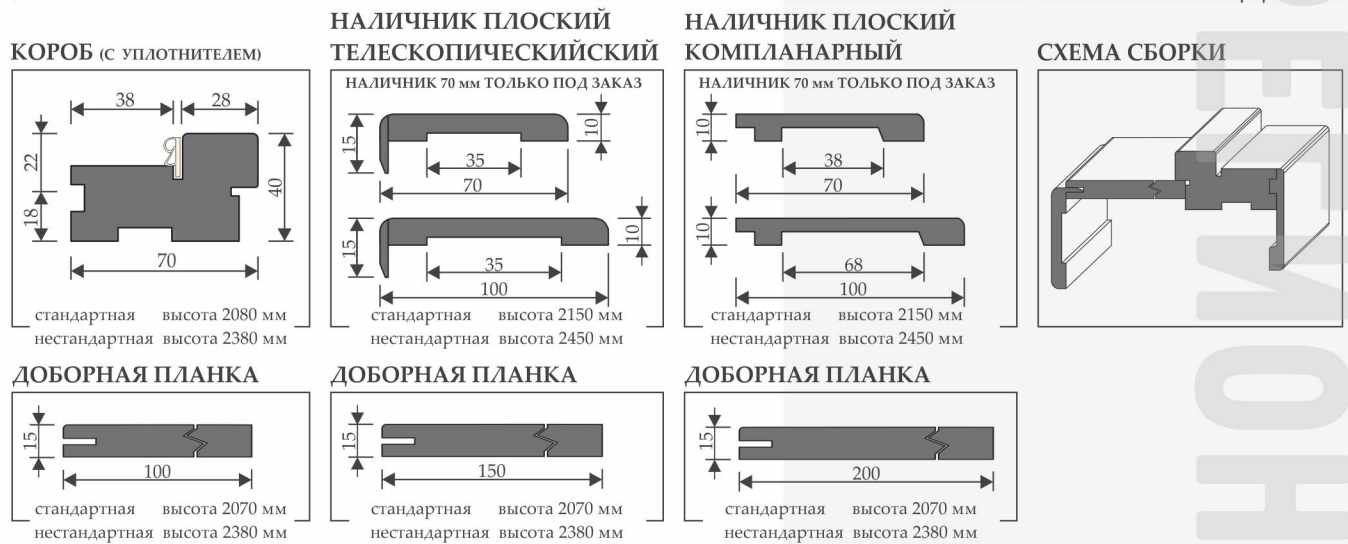 КОРОБ (С УПЛОТНИТЕЛЕМ)
38
28
22
18
40
70
стандартная высота 2080 мм
нестандартная высота 2380 мм
НАЛИЧНИК ПЛОСКИЙ
ТЕЛЕСКОПИЧЕСКИЙСКИЙ
НАЛИЧНИК 70 мм ТОЛЬКО ПОД ЗАКАЗ
15
10
35
70
15
10
35
100
стандартная высота 2150 мм
нестандартная высота 2450 мм
НАЛИЧНИК ПЛОСКИЙ
КОМПЛАНАРНЫЙ
НАЛИЧНИК 70 мм ТОЛЬКО ПОД ЗАКАЗ
10
38
70
10
68
100
стандартная высота 2150 мм
нестандартная высота 2450 мм
СХЕМА СБОРКИ
ДОБОРНАЯ ПЛАНКА
15
100
стандартная высота 2070 мм
нестандартная высота 2380 мм
ДОБОРНАЯ ПЛАНКА
15
150
стандартная высота 2070 мм
нестандартная высота 2380 мм
ДОБОРНАЯ ПЛАНКА
15
200
стандартная высота 2070 мм
нестандартная высота 2380 мм